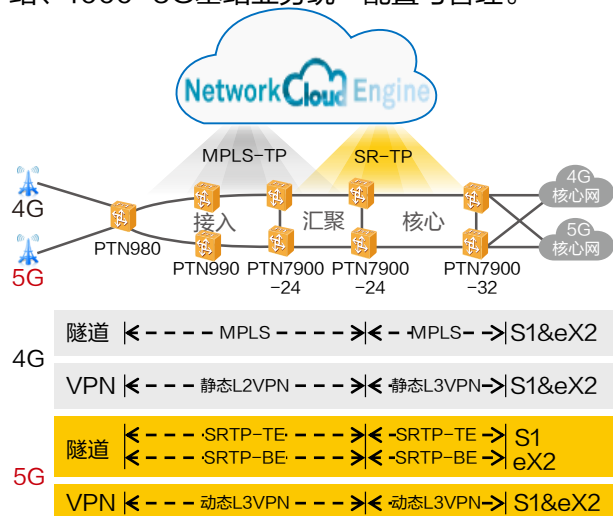 Network Cloud Engine
MPLS-TP SR-TP
4G
核心网
4G
接入 汇聚 核心
5G
核心网
PTN980
5G
PTN990 PTN7900 PTN7900 PTN7900
-24 -24 -32
隧道 MPLS MPLS S1&eX2
4G
VPN 静态L2VPN 静态L3VPN S1&eX2
隧道 SRTP-TE SRTP-TE S1
SRTP-BE SRTP-BE eX2
5G
VPN 动态L3VPN 动态L3VPN S1&eX2